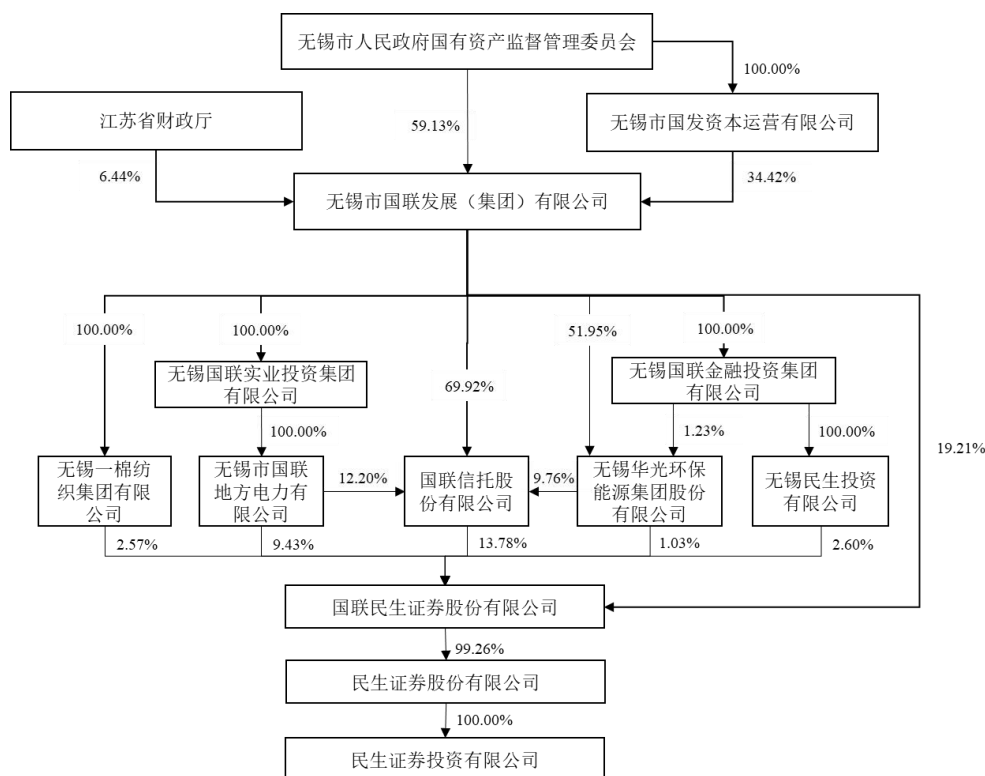 无锡市人民政府国有资产监督管理委员会
100.00%
江苏省财政厅
59.13%
无锡市国发资本运营有限公司
6.44%
34.42%
无锡市国联发展（集团）有限公司
100.00%
100.00%
51.95%
100.00%
无锡国联实业投资集团
有限公司
69.92%
无锡国联金融投资集团
有限公司
100.00%
1.23%
100.00%
19.21%
无锡一棉纺
织集团有限
公司
无锡市国联
地方电力有
限公司
12.20%
国联信托股
份有限公司
9.76%
无锡华光环保
能源集团股份
有限公司
无锡民生投资
有限公司
2.57%
9.43%
13.78%
1.03%
2.60%
国联民生证券股份有限公司
99.26%
民生证券股份有限公司
100.00%
民生证券投资有限公司